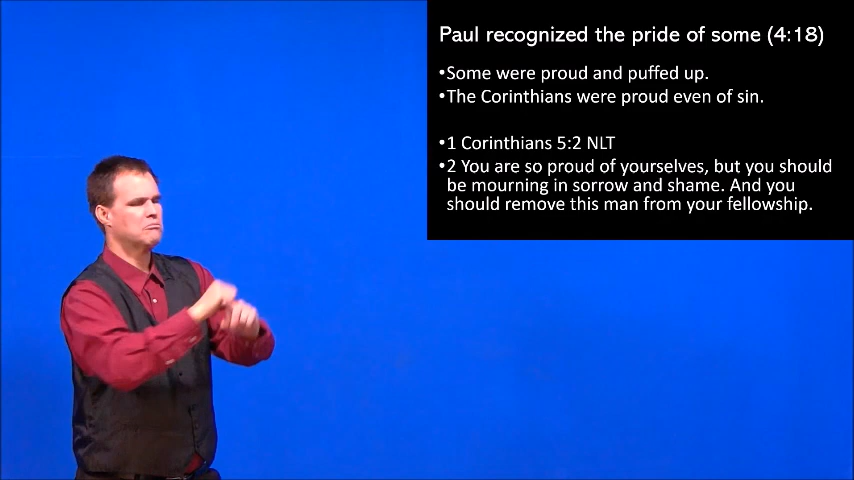 Paul recognized the pride of some (4:18)
•Some were proud and puffed up.
•The Corinthians were proud even of sin.
•1 Corinthians 5:2 NLT
•2 You are so proud of yourselves, but you should
be mourning in sorrow and shame. And you
should remove this man from your fellowship.